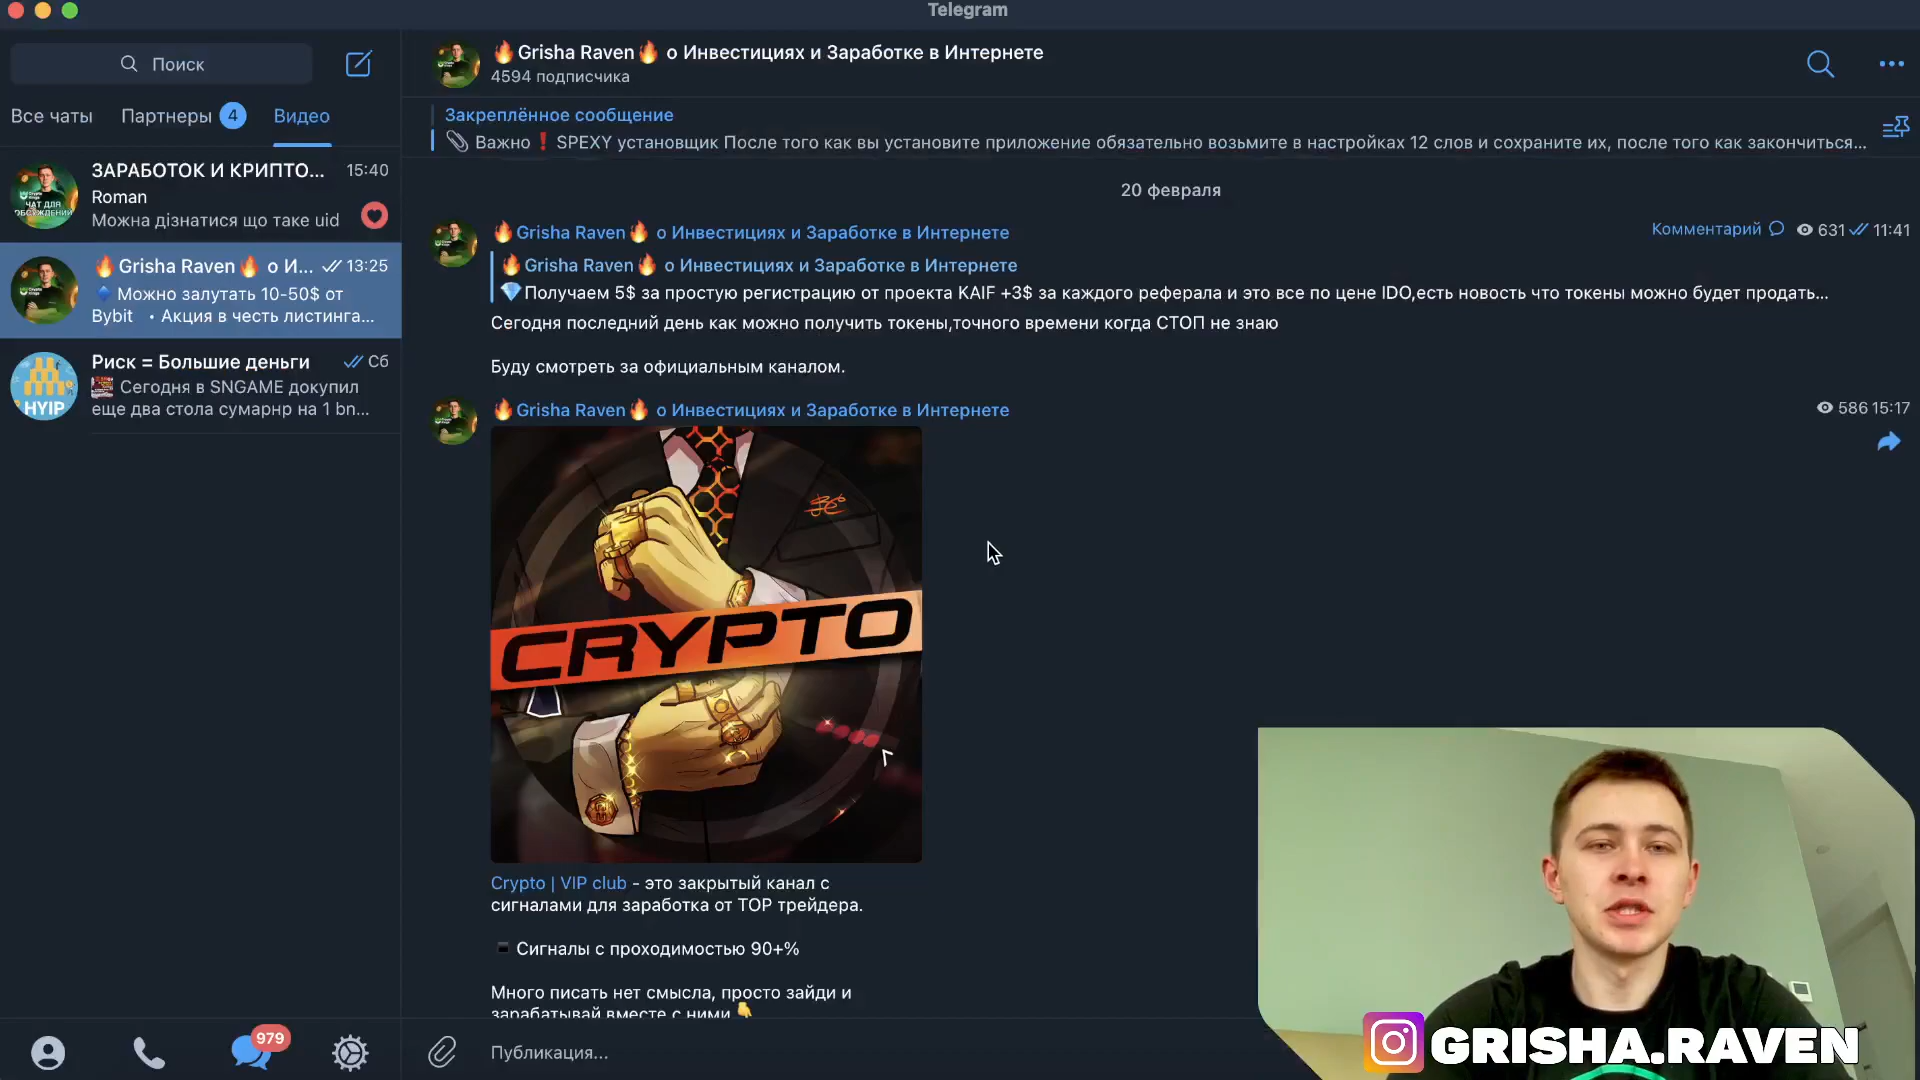 Telegram
Поиск
Все чаты
Партнеры 4
Видео
ЗАРАБОТОК И КРИПТО... 15:40
Roman
Можна дізнатися що таке uid
ЧАТ ДЛЯ
ОБСУЖДЕНИЙ
🔥Grisha Raven🔥 о И... 13:25
🔹Можно залутать 10-50$ от
Bybit • Акция в честь листинга...
Риск = Большие деньги Сб
Сегодня в SNGAME докупил
еще два стола сумарнр на 1 bn...
HYIP
979
🔥Grisha Raven🔥 о Инвестициях и Заработке в Интернете
4594 подписчика
Закреплённое сообщение
Важно❗ SPEXY установщик После того как вы установите приложение обязательно возьмите в настройках 12 слов и сохраните их, после того как закончиться...
20 февраля
🔥Grisha Raven🔥 о Инвестициях и Заработке в Интернете
Комментарий 631 11:41
🔥Grisha Raven🔥 о Инвестициях и Заработке в Интернете
💎Получаем 5$ за простую регистрацию от проекта KAIF +3$ за каждого реферала и это все по цене IDO,есть новость что токены можно будет продать...
Сегодня последний день как можно получить токены,точного времени когда СТОП не знаю
Буду смотреть за официальным каналом.
🔥Grisha Raven🔥 о Инвестициях и Заработке в Интернете
586 15:17
CRYPTO
Crypto | VIP club - это закрытый канал с
сигналами для заработка от TOP трейдера.
▪️ Сигналы с проходимостью 90+%
Много писать нет смысла, просто зайди и
зарабатывай вместе с ними 👇
Публикация...
GRISHA.RAVEN